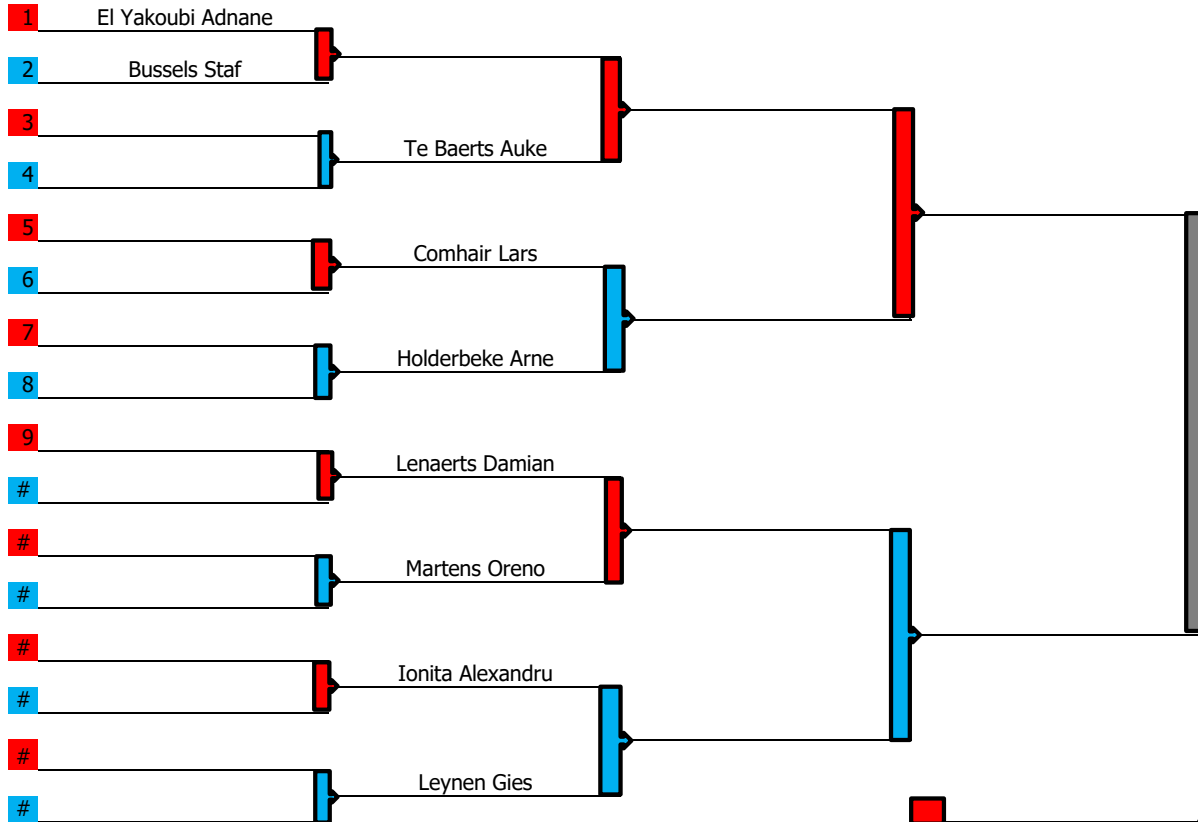 1 El Yakoubi Adnane
2 Bussels Staf
3
Te Baerts Auke
4
5
Comhair Lars
6
7
Holderbeke Arne
8
9
Lenaerts Damian
#
#
Martens Oreno
#
#
Ionita Alexandru
#
#
Leynen Gies
#